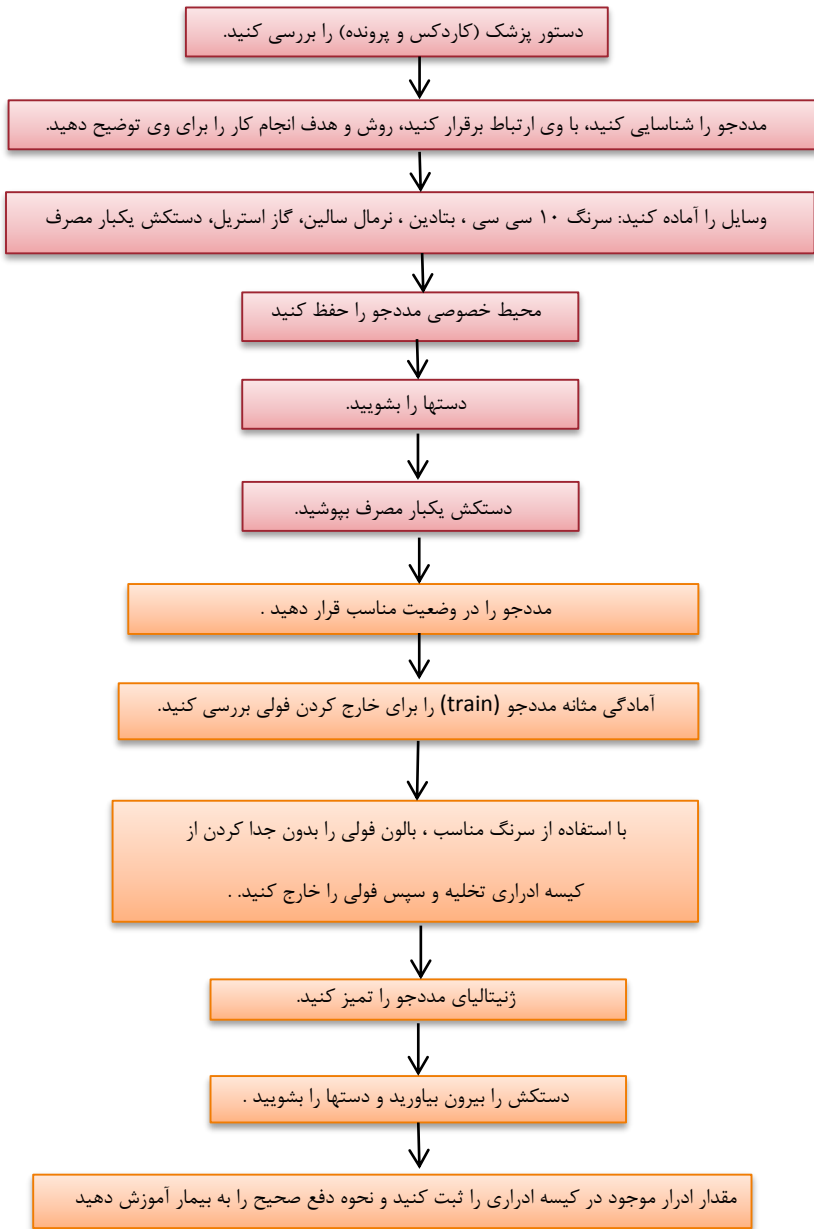 دستور پزشک (کاردکس و پرونده) را بررسی کنید.
مددجو را شناسایی کنید، با وی ارتباط برقرار کنید، روش و هدف انجام کار را برای وی توضیح دهید.
وسایل را آماده کنید: سرنگ ۱۰ سی سی ، بتادین ، نرمال سالین، گاز استریل، دستکش یکبار مصرف
محیط خصوصی مددجو را حفظ کنید
دستها را بشویید.
دستکش یکبار مصرف بپوشید.
مددجو را در وضعیت مناسب قرار دهید .
آمادگی مثانه مددجو (train) را برای خارج کردن فولی بررسی کنید.
با استفاده از سرنگ مناسب ، بالون فولی را بدون جدا کردن از
کیسه ادراری تخلیه و سپس فولی را خارج کنید. .
ژنیتالیای مددجو را تمیز کنید.
دستکش را بیرون بیاورید و دستها را بشویید .
مقدار ادرار موجود در کیسه ادراری را ثبت کنید و نحوه دفع صحیح را به بیمار آموزش دهید